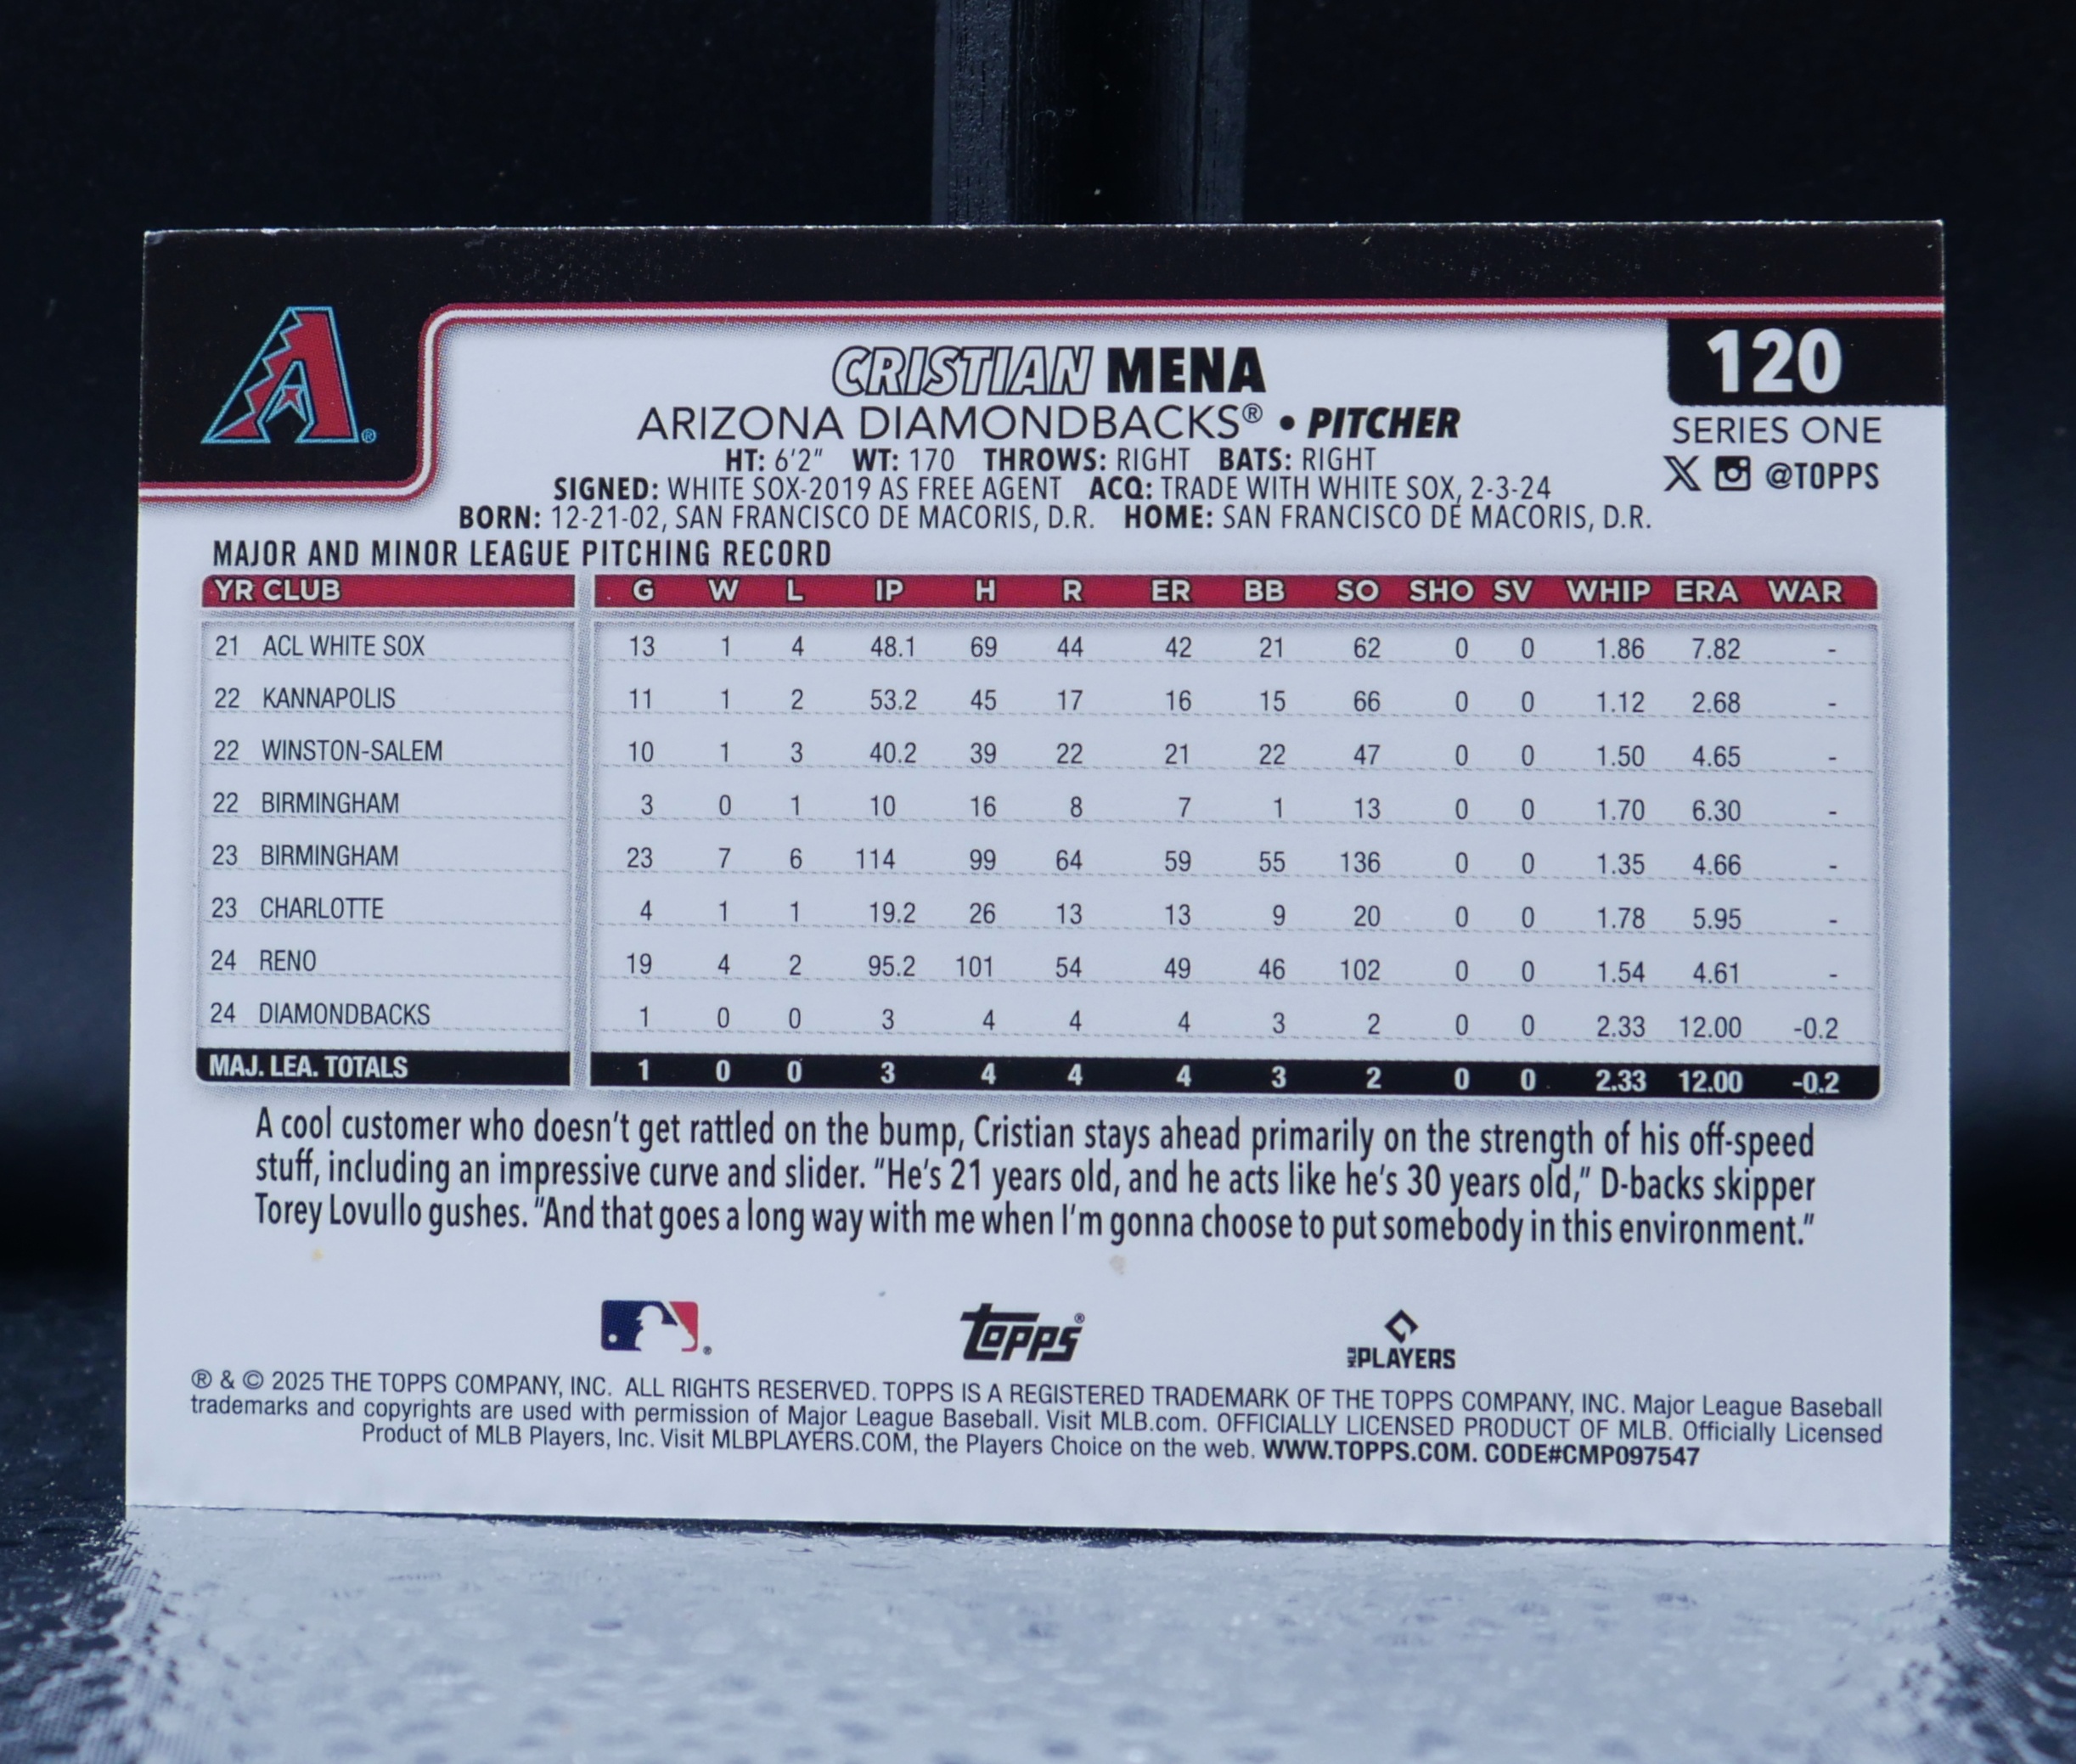 CRISTIAN MENA
120
ARIZONA DIAMONDBACKS® • PITCHER
SERIES ONE
HT: 6'2" WT: 170 THROWS: RIGHT BATS: RIGHT
@TOPPS
SIGNED: WHITE SOX-2019 AS FREE AGENT ACQ: TRADE WITH WHITE SOX, 2-3-24
BORN: 12-21-02, SAN FRANCISCO DE MACORIS, D.R. HOME: SAN FRANCISCO DE MACORIS, D.R.
MAJOR AND MINOR LEAGUE PITCHING RECORD
YR CLUB G W L IP H R ER BB SO SHO SV WHIP ERA WAR
21 ACL WHITE SOX 13 1 4 48.1 69 44 42 21 62 0 0 1.86 7.82 -
22 KANNAPOLIS 11 1 2 53.2 45 17 16 15 66 0 0 1.12 2.68 -
22 WINSTON-SALEM 10 1 3 40.2 39 22 21 22 47 0 0 1.50 4.65 -
22 BIRMINGHAM 3 0 1 10 16 8 7 1 13 0 0 1.70 6.30 -
23 BIRMINGHAM 23 7 6 114 99 64 59 55 136 0 0 1.35 4.66 -
23 CHARLOTTE 4 1 1 19.2 26 13 13 9 20 0 0 1.78 5.95 -
24 RENO 19 4 2 95.2 101 54 49 46 102 0 0 1.54 4.61 -
24 DIAMONDBACKS 1 0 0 3 4 4 4 3 2 0 0 2.33 12.00 -0.2
MAJ. LEA. TOTALS 1 0 0 3 4 4 4 3 2 0 0 2.33 12.00 -0.2
A cool customer who doesn't get rattled on the bump, Cristian stays ahead primarily on the strength of his off-speed
stuff, including an impressive curve and slider. "He's 21 years old, and he acts like he's 30 years old," D-backs skipper
Torey Lovullo gushes. "And that goes a long way with me when I'm gonna choose to put somebody in this environment."
Topps® MLB PLAYERS
® & © 2025 THE TOPPS COMPANY, INC. ALL RIGHTS RESERVED. TOPPS IS A REGISTERED TRADEMARK OF THE TOPPS COMPANY, INC. Major League Baseball
trademarks and copyrights are used with permission of Major League Baseball. Visit MLB.com. OFFICIALLY LICENSED PRODUCT OF MLB. Officially Licensed
Product of MLB Players, Inc. Visit MLBPLAYERS.COM, the Players Choice on the web. WWW.TOPPS.COM. CODE#CMP097547